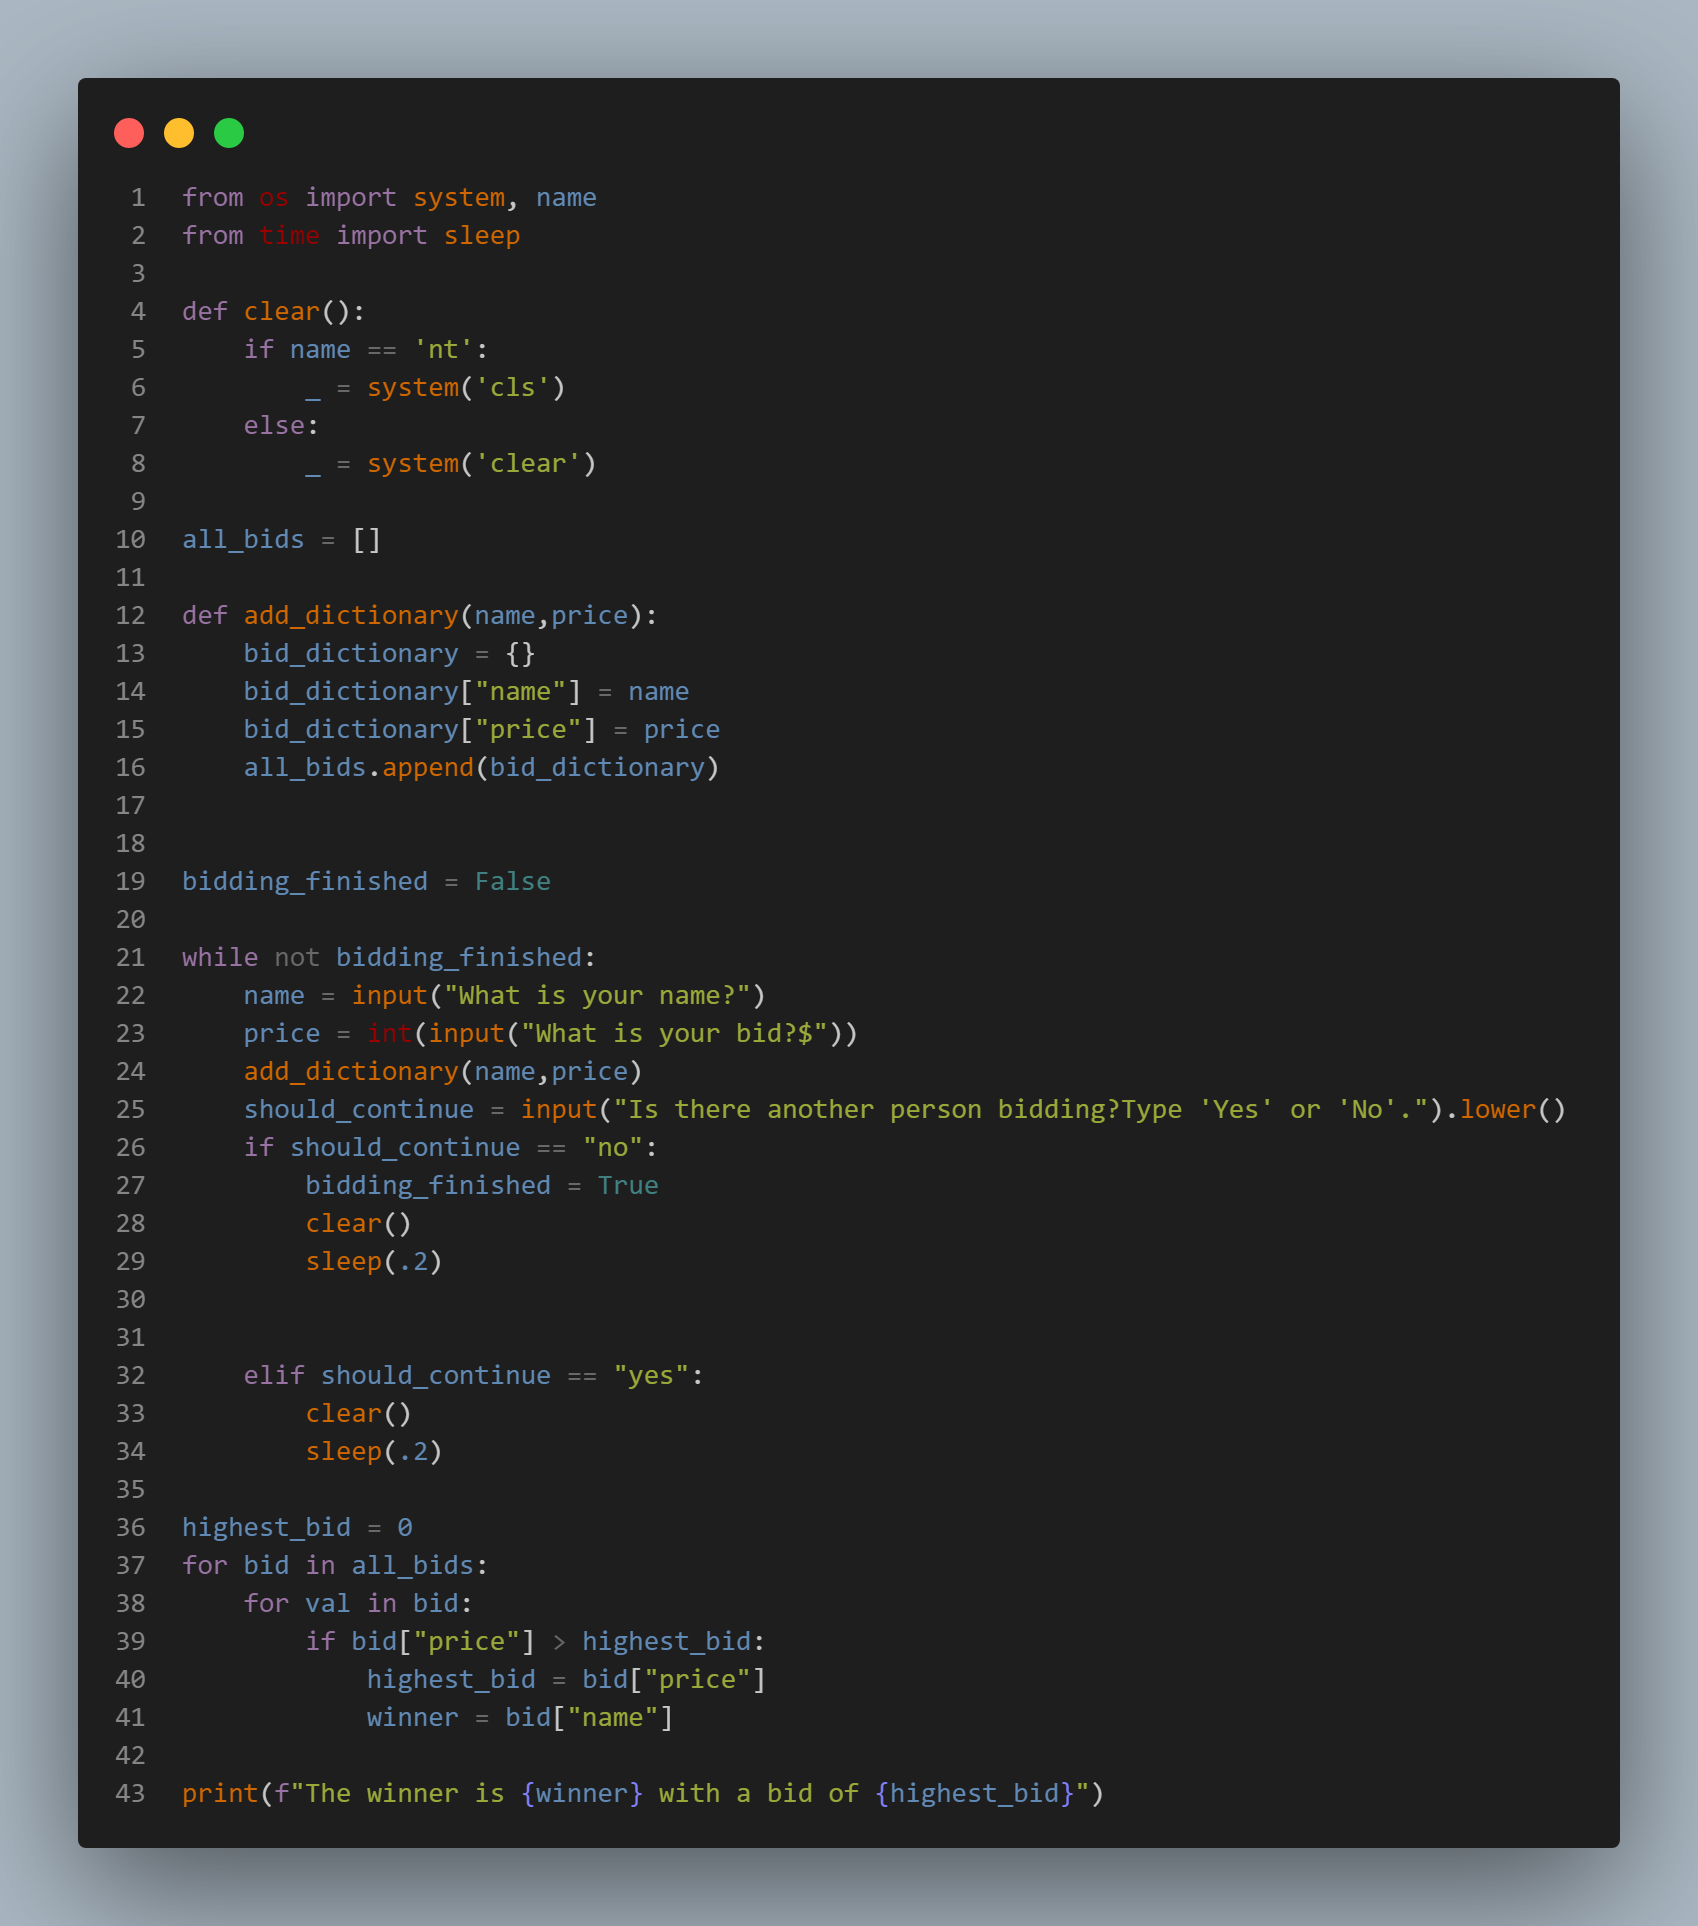 1 from os import system, name
2 from time import sleep
3
4 def clear():
5     if name == 'nt':
6         _ = system('cls')
7     else:
8         _ = system('clear')
9
10 all_bids = []
11
12 def add_dictionary(name,price):
13     bid_dictionary = {}
14     bid_dictionary["name"] = name
15     bid_dictionary["price"] = price
16     all_bids.append(bid_dictionary)
17
18
19 bidding_finished = False
20
21 while not bidding_finished:
22     name = input("What is your name?")
23     price = int(input("What is your bid?$"))
24     add_dictionary(name,price)
25     should_continue = input("Is there another person bidding?Type 'Yes' or 'No'.").lower()
26     if should_continue == "no":
27         bidding_finished = True
28         clear()
29         sleep(.2)
30
31
32     elif should_continue == "yes":
33         clear()
34         sleep(.2)
35
36 highest_bid = 0
37 for bid in all_bids:
38     for val in bid:
39         if bid["price"] > highest_bid:
40             highest_bid = bid["price"]
41             winner = bid["name"]
42
43 print(f"The winner is {winner} with a bid of {highest_bid}")